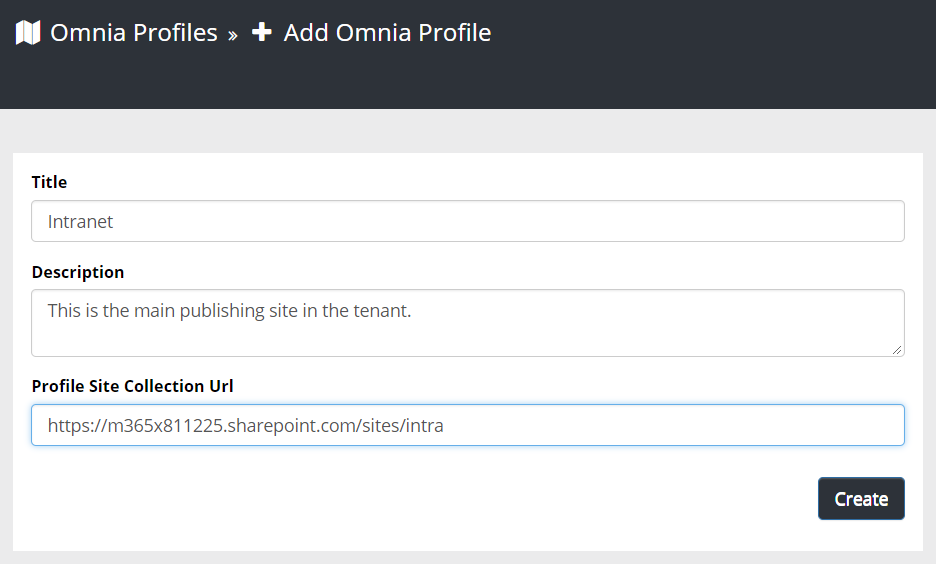 Omnia Profiles » Add Omnia Profile
Title
Intranet
Description
This is the main publishing site in the tenant.
Profile Site Collection Url
https://m365x811225.sharepoint.com/sites/intra
Create